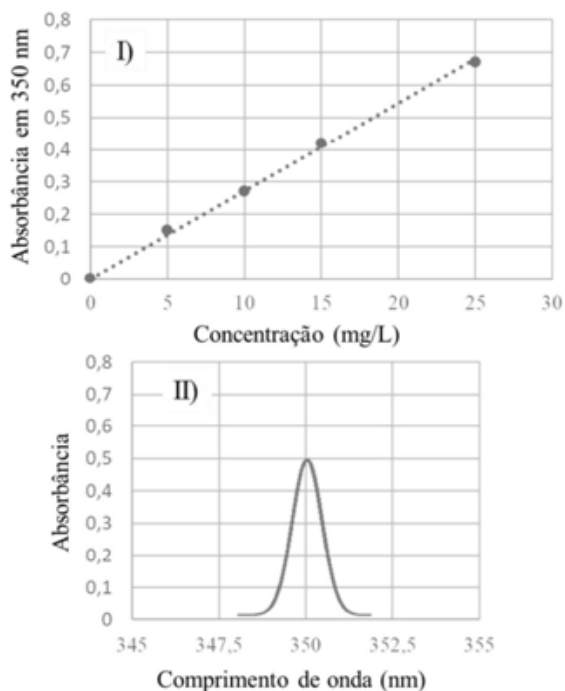 I)
Absorbância em 350 nm
0,8
0,7
0,6
0,5
0,4
0,3
0,2
0,1
0
0 5 10 15 20 25 30
Concentração (mg/L)
II)
Absorbância
0,8
0,7
0,6
0,5
0,4
0,3
0,2
0,1
0
345 347,5 350 352,5 355
Comprimento de onda (nm)